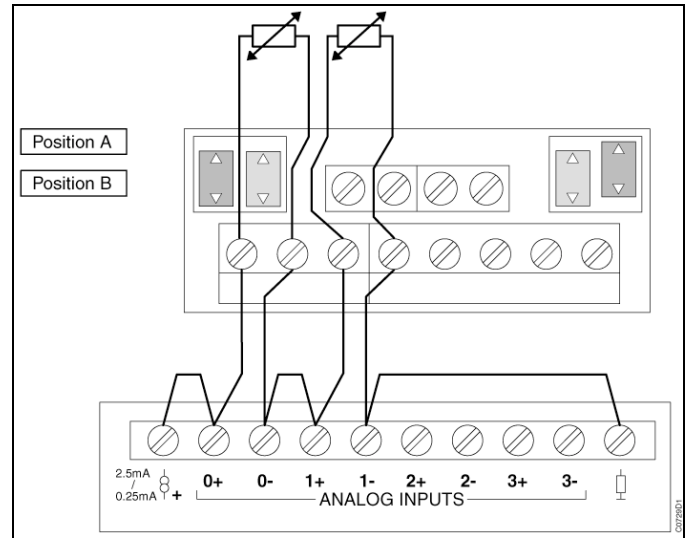 Position A
Position B
2.5mA
/
0.25mA
+
0+ 0- 1+ 1- 2+ 2- 3+ 3-
ANALOG INPUTS
C0729D1